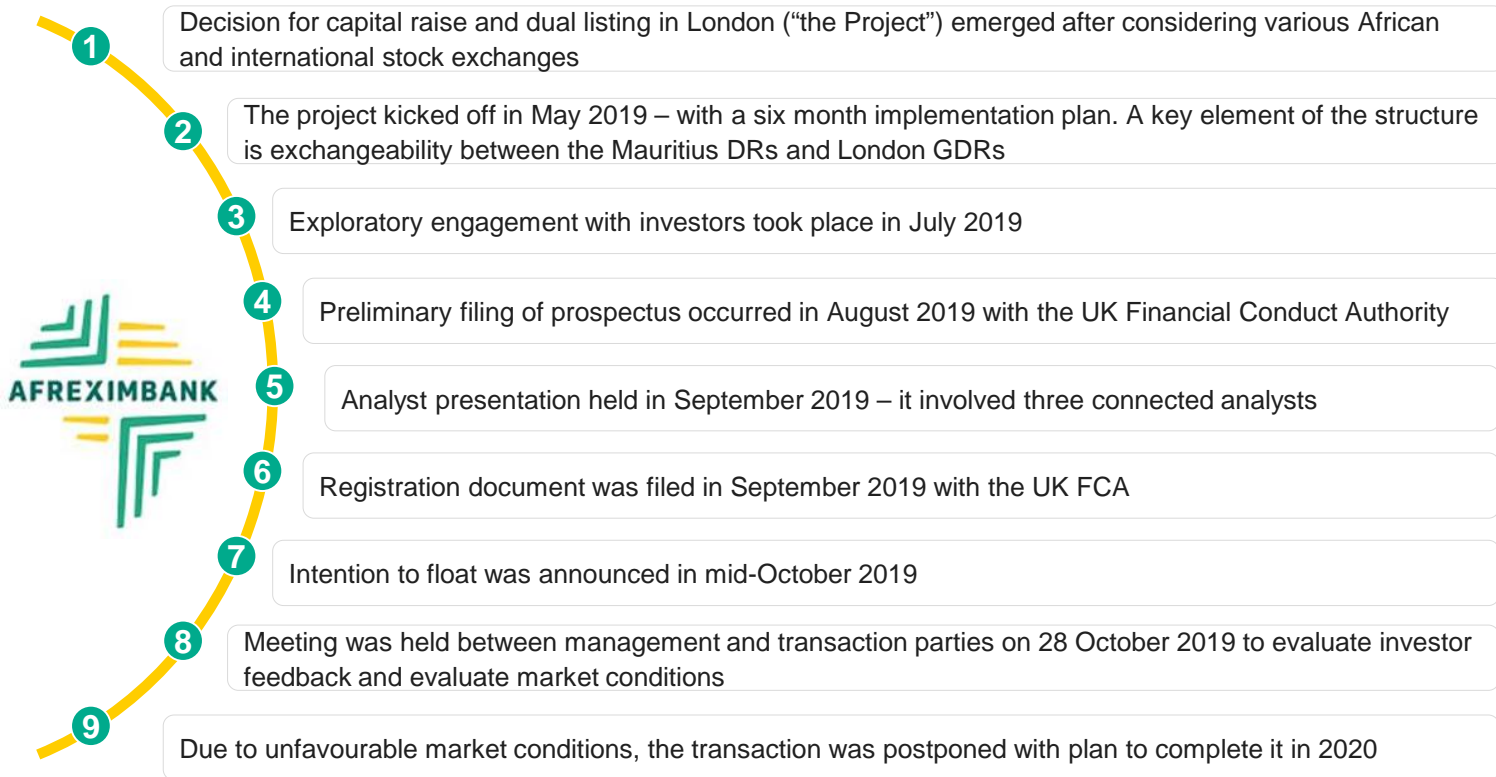 1
Decision for capital raise and dual listing in London (“the Project”) emerged after considering various African
and international stock exchanges
2
The project kicked off in May 2019 – with a six month implementation plan. A key element of the structure
is exchangeability between the Mauritius DRs and London GDRs
3
Exploratory engagement with investors took place in July 2019
4
Preliminary filing of prospectus occurred in August 2019 with the UK Financial Conduct Authority
AFREXIMBANK
5
Analyst presentation held in September 2019 – it involved three connected analysts
6
Registration document was filed in September 2019 with the UK FCA
7
Intention to float was announced in mid-October 2019
8
Meeting was held between management and transaction parties on 28 October 2019 to evaluate investor
feedback and evaluate market conditions
9
Due to unfavourable market conditions, the transaction was postponed with plan to complete it in 2020